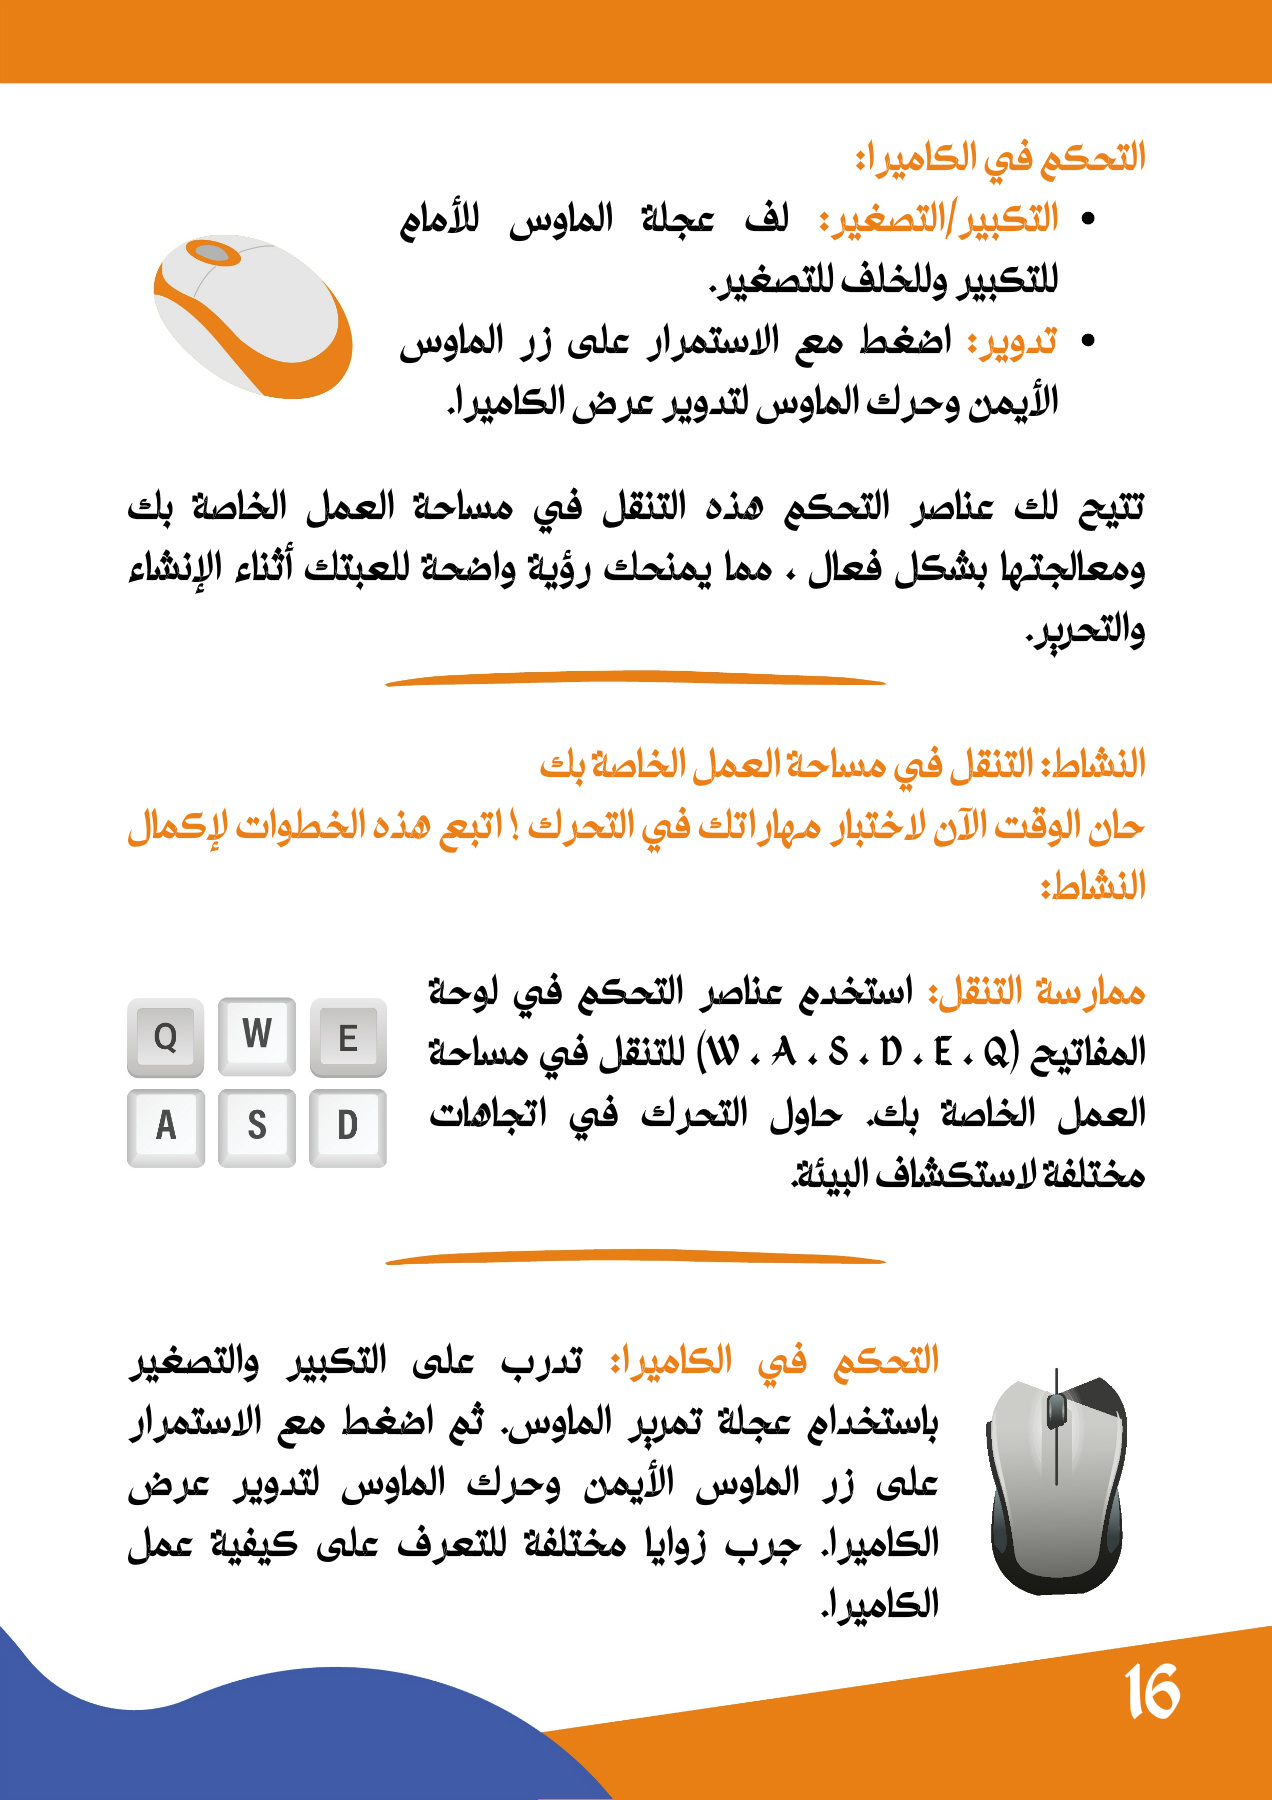 التحكم في الكاميرا:
• التكبير/التصغير: لف عجلة الماوس للأمام
للتكبير وللخلف للتصغير.
• تدوير: اضغط مع الاستمرار على زر الماوس
الأيمن وحرك الماوس لتدوير عرض الكاميرا.
تتيح لك عناصر التحكم هذه التنقل في مساحة العمل الخاصة بك
ومعالجتها بشكل فعال ، مما يمنحك رؤية واضحة للعبتك أثناء الإنشاء
والتحرير.
النشاط: التنقل في مساحة العمل الخاصة بك
حان الوقت الآن لاختبار مهاراتك في التحرك ! اتبع هذه الخطوات لإكمال
النشاط:
ممارسة التنقل: استخدم عناصر التحكم في لوحة
المفاتيح (W ، A ، S ، D ، E ، Q) للتنقل في مساحة
العمل الخاصة بك. حاول التحرك في اتجاهات
مختلفة لاستكشاف البيئة.
Q W E
A S D
التحكم في الكاميرا: تدرب على التكبير والتصغير
باستخدام عجلة تمرير الماوس. ثم اضغط مع الاستمرار
على زر الماوس الأيمن وحرك الماوس لتدوير عرض
الكاميرا. جرب زوايا مختلفة للتعرف على كيفية عمل
الكاميرا.
16